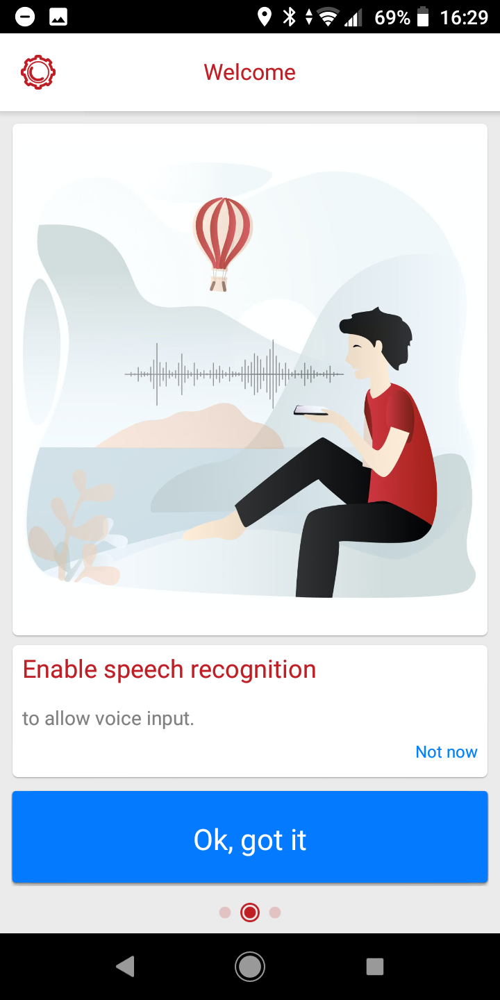 69% 16:29
Welcome
Enable speech recognition
to allow voice input.
Not now
Ok, got it